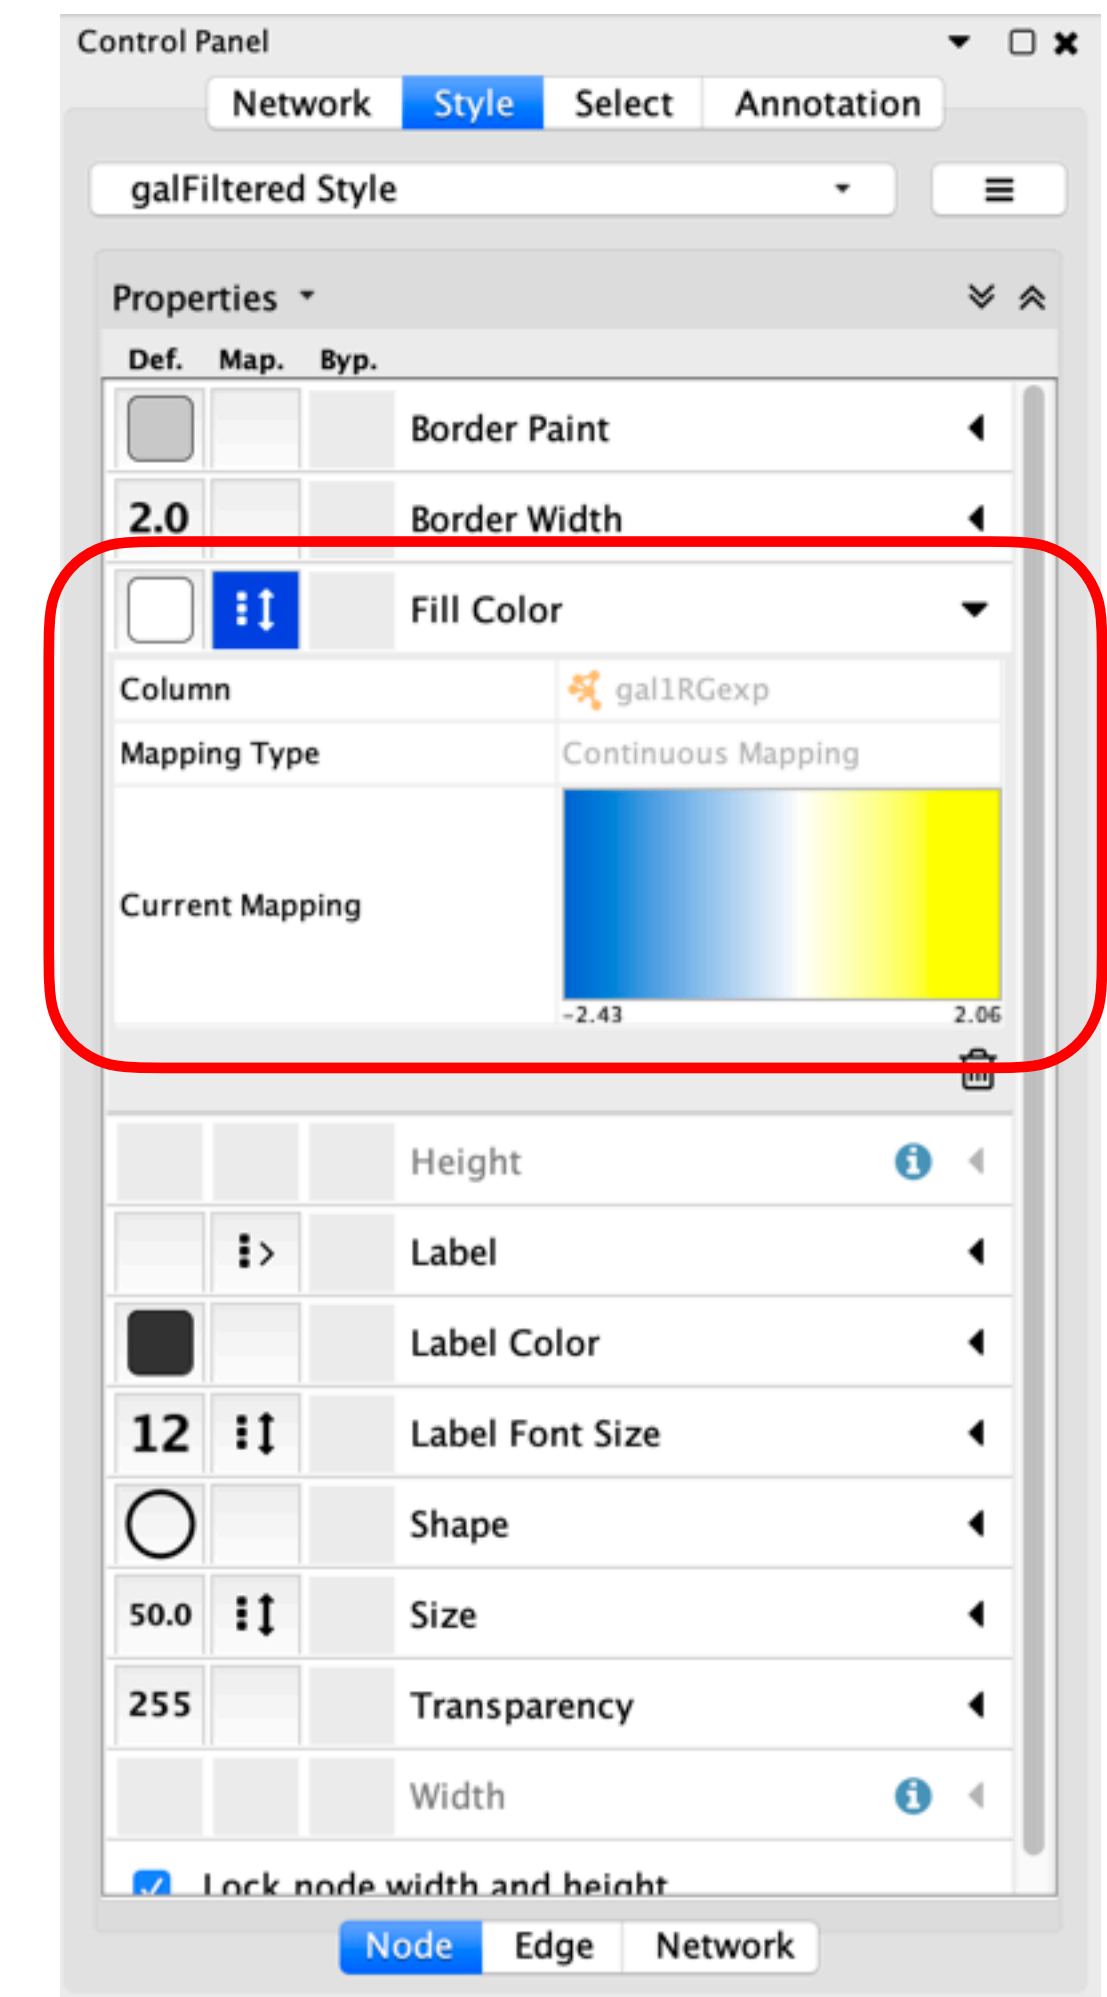 Control Panel
Network Style Select Annotation
galFiltered Style
Properties
Def. Map. Byp.
Border Paint
2.0 Border Width
Fill Color
Column gal1RGexp
Mapping Type Continuous Mapping
Current Mapping
-2.43 2.06
Height
Label
Label Color
12 Label Font Size
Shape
50.0 Size
255 Transparency
Width
Lock node width and height
Node Edge Network